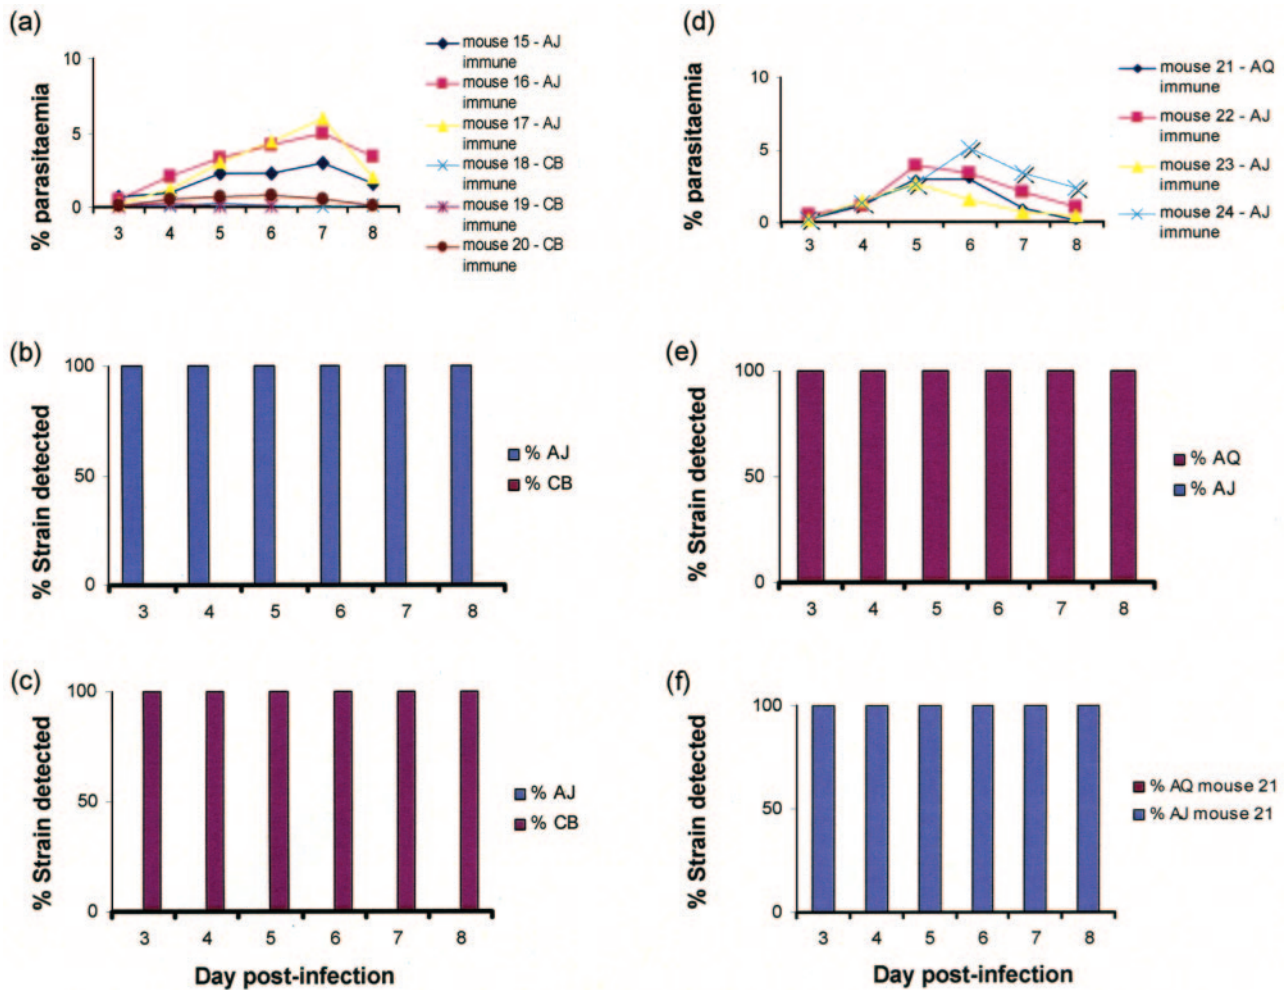 (a)
% parasitaemia
10
5
0
3 4 5 6 7 8
mouse 15 - AJ
immune
mouse 16 - AJ
immune
mouse 17 - AJ
immune
mouse 18 - CB
immune
mouse 19 - CB
immune
mouse 20 - CB
immune
(d)
% parasitaemia
10
5
0
3 4 5 6 7 8
mouse 21 - AQ
immune
mouse 22 - AJ
immune
mouse 23 - AJ
immune
mouse 24 - AJ
immune
(b)
% Strain detected
100
50
0
3 4 5 6 7 8
% AJ
% CB
(e)
% Strain detected
100
50
0
3 4 5 6 7 8
% AQ
% AJ
(c)
% Strain detected
100
50
0
3 4 5 6 7 8
Day post-infection
% AJ
% CB
(f)
% Strain detected
100
50
0
3 4 5 6 7 8
Day post-infection
% AQ mouse 21
% AJ mouse 21